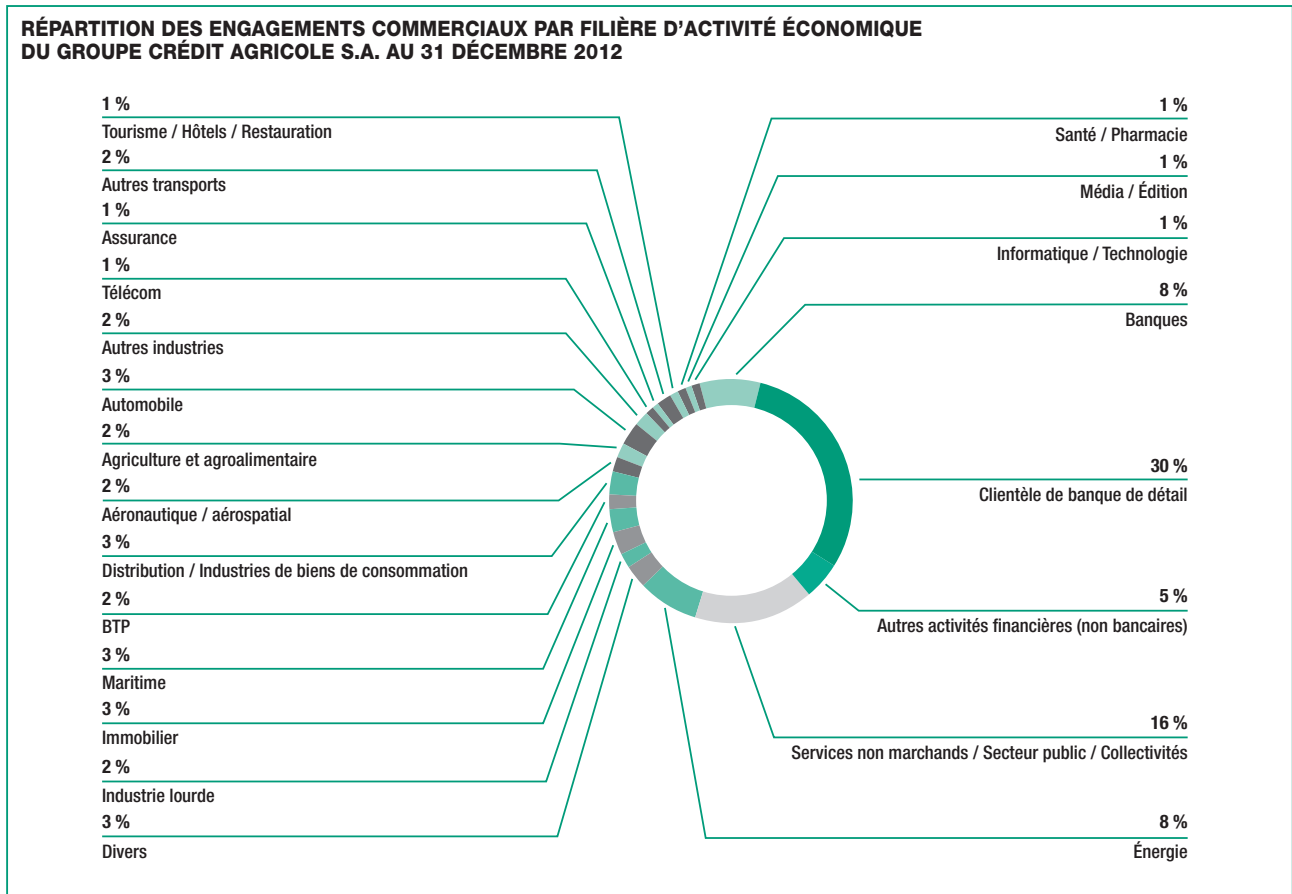 RÉPARTITION DES ENGAGEMENTS COMMERCIAUX PAR FILIÈRE D'ACTIVITÉ ÉCONOMIQUE
DU GROUPE CRÉDIT AGRICOLE S.A. AU 31 DÉCEMBRE 2012
1 %
Tourisme / Hôtels / Restauration
2 %
Autres transports
1 %
Assurance
1 %
Télécom
2 %
Autres industries
3 %
Automobile
2 %
Agriculture et agroalimentaire
2 %
Aéronautique / aérospatial
3 %
Distribution / Industries de biens de consommation
2 %
BTP
3 %
Maritime
3 %
Immobilier
2 %
Industrie lourde
3 %
Divers
1 %
Santé / Pharmacie
1 %
Média / Édition
1 %
Informatique / Technologie
8 %
Banques
30 %
Clientèle de banque de détail
5 %
Autres activités financières (non bancaires)
16 %
Services non marchands / Secteur public / Collectivités
8 %
Énergie